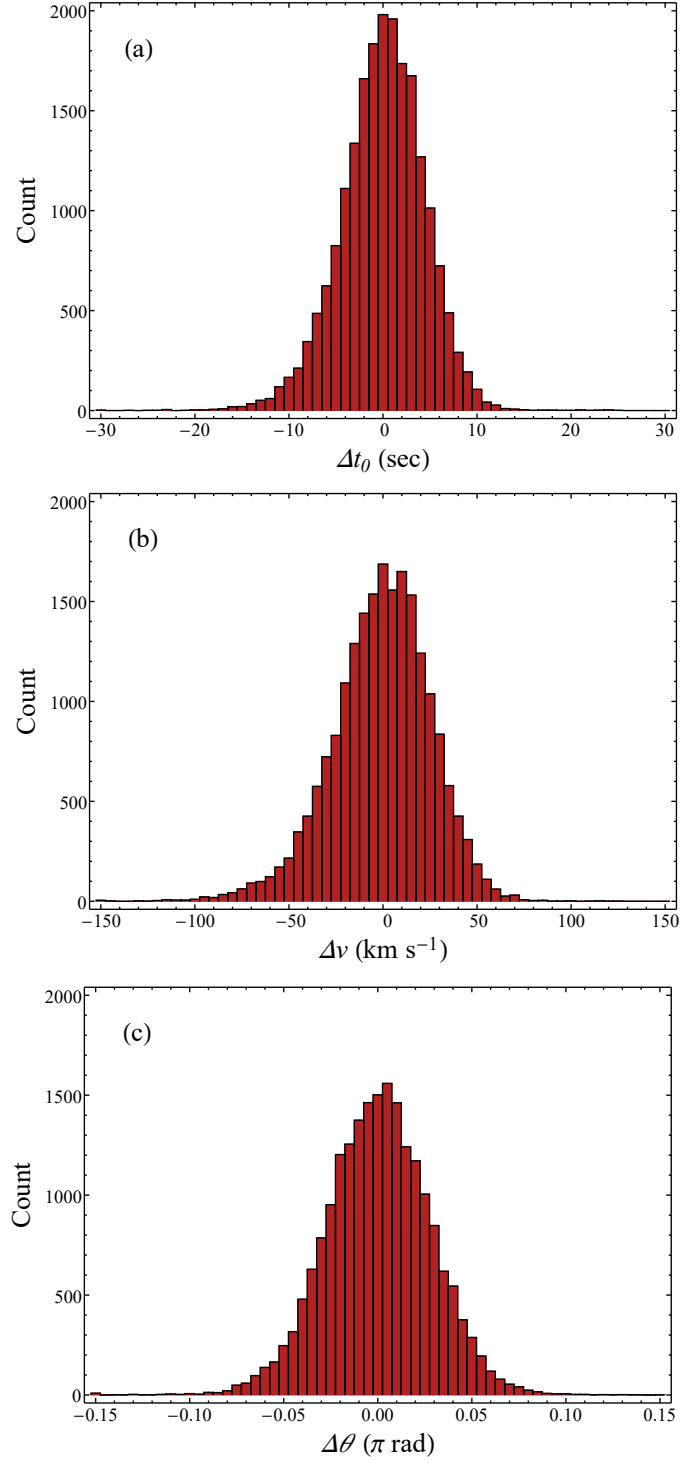 2000
(a)
1500
Count
1000
500
0
−30 −20 −10 0 10 20 30
Δt₀ (sec)
2000
(b)
1500
Count
1000
500
0
−150 −100 −50 0 50 100 150
Δv (km s⁻¹)
2000
(c)
1500
Count
1000
500
0
−0.15 −0.10 −0.05 0.00 0.05 0.10 0.15
Δθ (π rad)